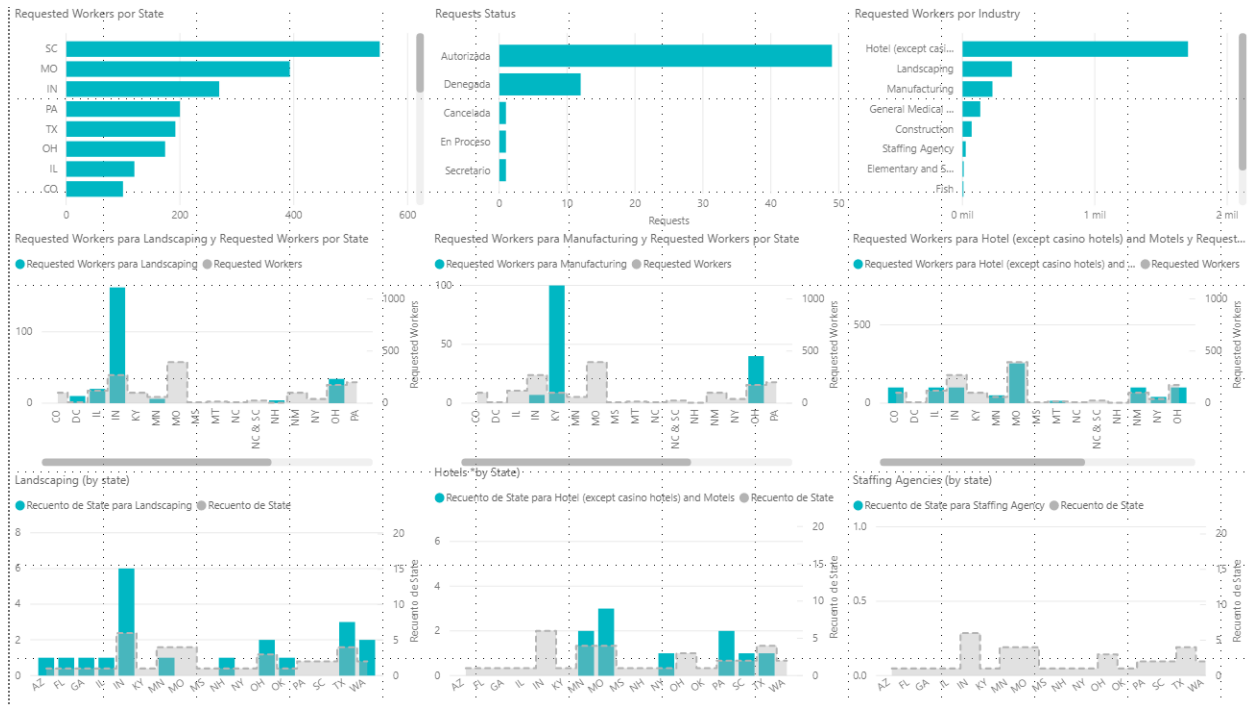 Requested Workers por State
SC
MO
IN
PA
TX
OH
IL
CO
0 200 400 600
Requests Status
Autorizada
Denegada
Cancelada
En Proceso
Secretario
0 10 20 30 40 50
Requests
Requested Workers por Industry
Hotel (except casi...
Landscaping
Manufacturing
General Medical ...
Construction
Staffing Agency
Elementary and S...
Fish
0 mil 1 mil 2 mil
Requested Workers para Landscaping y Requested Workers por State
Requested Workers para Landscaping Requested Workers
100
0
1000
500
0
Requested Workers
CO DC IL IN KY MN MO MS MT NC NC & SC NH NM NY OH PA
Requested Workers para Manufacturing y Requested Workers por State
Requested Workers para Manufacturing Requested Workers
100
50
0
1000
500
0
Requested Workers
CO DC IL IN KY MN MO MS MT NC NC & SC NH NM NY OH PA
Requested Workers para Hotel (except casino hotels) and Motels y Request...
Requested Workers para Hotel (except casino hotels) and ... Requested Workers
500
0
1000
500
0
Requested Workers
CO DC IL IN KY MN MO MS MT NC NC & SC NH NM NY OH
Landscaping (by state)
Recuento de State para Landscaping Recuento de State
8
6
4
2
0
20
15
10
5
0
Recuento de State
AZ FL GA IL IN KY MN MO MS NH NY OH OK PA SC TX WA
Hotels *by State)
Recuento de State para Hotel (except casino hotels) and Motels Recuento de State
6
4
2
0
20
15
10
5
0
Recuento de State
AZ FL GA IL IN KY MN MO MS NH NY OH OK PA SC TX WA
Staffing Agencies (by state)
Recuento de State para Staffing Agency Recuento de State
1.0
0.5
0.0
20
15
10
5
0
Recuento de State
AZ FL GA IL IN KY MN MO MS NH NY OH OK PA SC TX WA